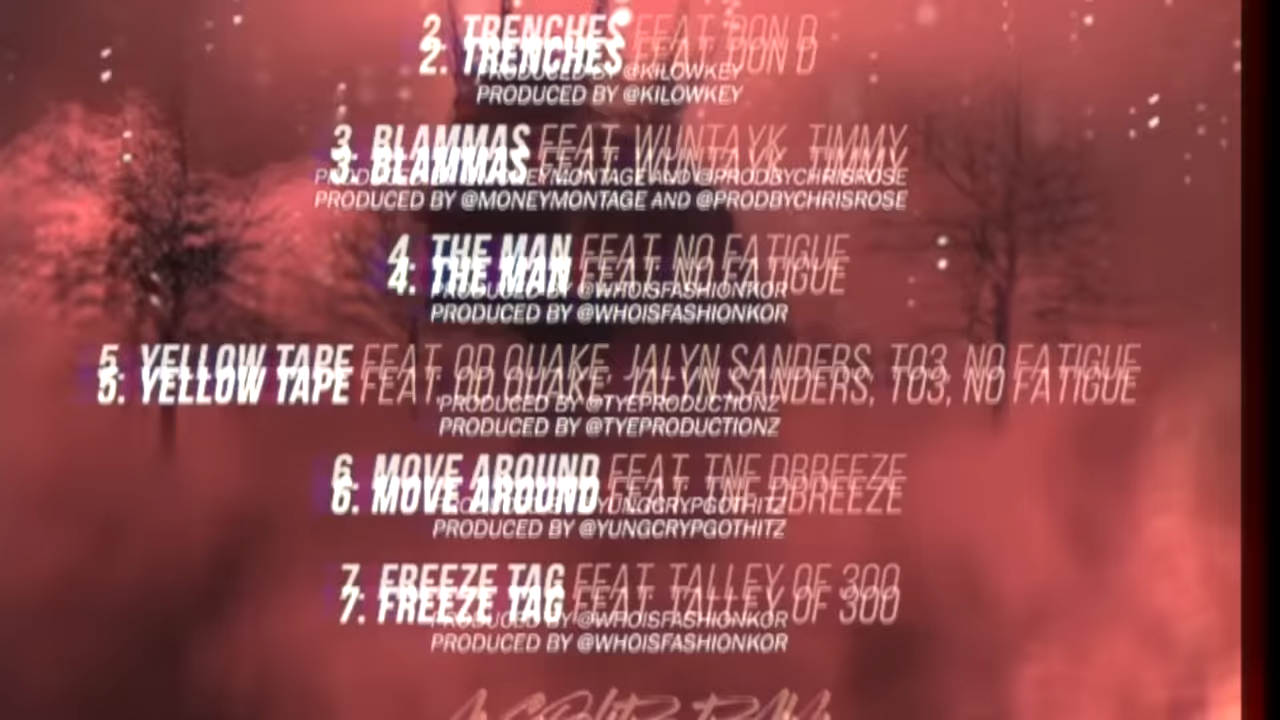 2. TRENCHES FEAT. DON D
PRODUCED BY @KILOWKEY
3. BLAMMAS FEAT. WUNTAYK, TIMMY
PRODUCED BY @MONEYMONTAGE AND @PRODBYCHRISROSE
4. THE MAN FEAT. NO FATIGUE
PRODUCED BY @WHOISFASHIONKOR
5. YELLOW TAPE FEAT. OD QUAKE, JALYN SANDERS, TO3, NO FATIGUE
PRODUCED BY @TYEPRODUCTIONZ
6. MOVE AROUND FEAT. TNE DBREEZE
PRODUCED BY @YUNGCRYPGOTHITZ
7. FREEZE TAG FEAT. TALLEY OF 300
PRODUCED BY @WHOISFASHIONKOR